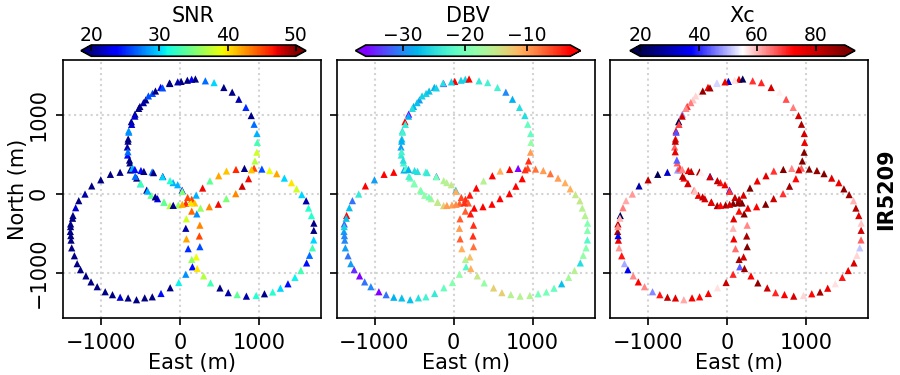 SNR DBV Xc
20 30 40 50 −30 −20 −10 20 40 60 80
1000
0
−1000
North (m)
IR5209
−1000 0 1000 −1000 0 1000 −1000 0 1000
East (m) East (m) East (m)